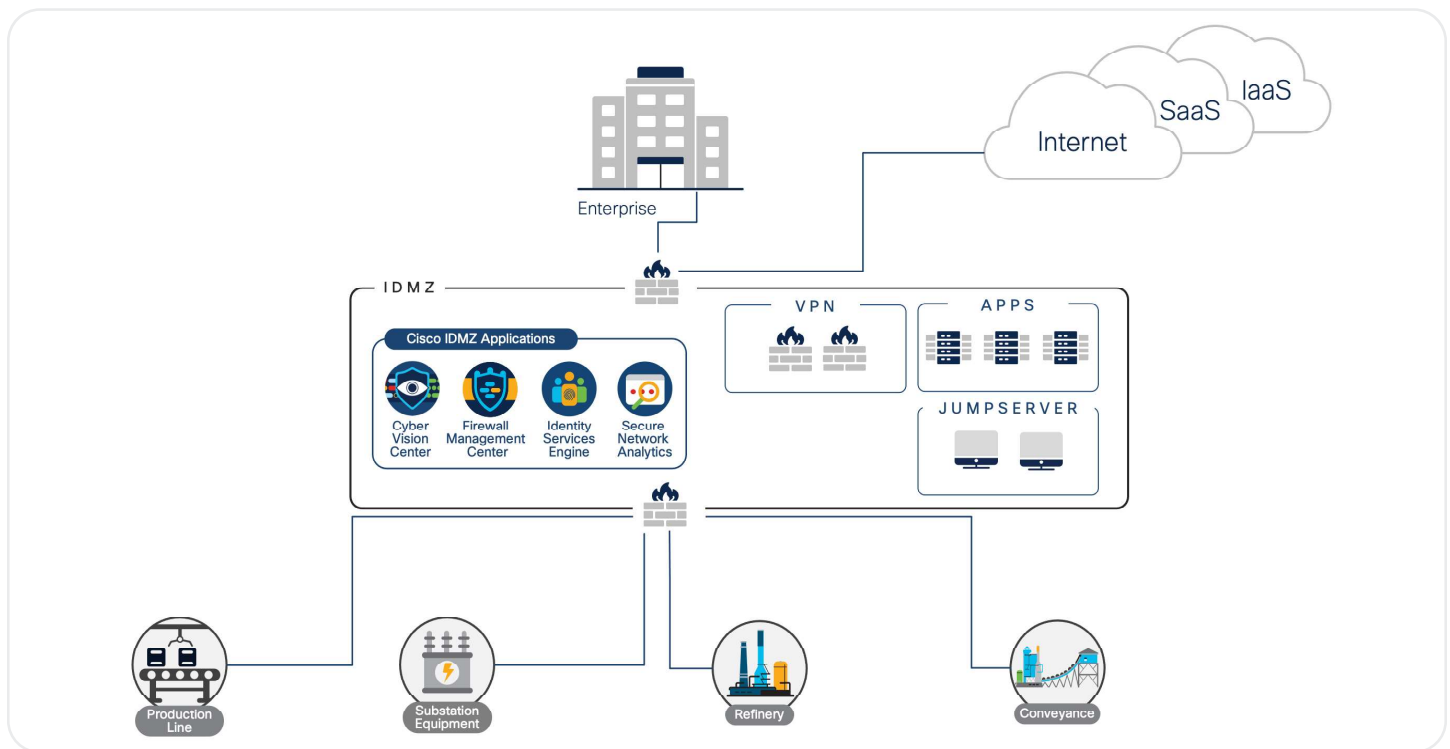 IaaS
SaaS
Internet
Enterprise
IDMZ
VPN
APPS
Cisco IDMZ Applications
JUMPSERVER
Cyber
Vision
Center
Firewall
Management
Center
Identity
Services
Engine
Secure
Network
Analytics
Production
Line
Substation
Equipment
Refinery
Conveyance